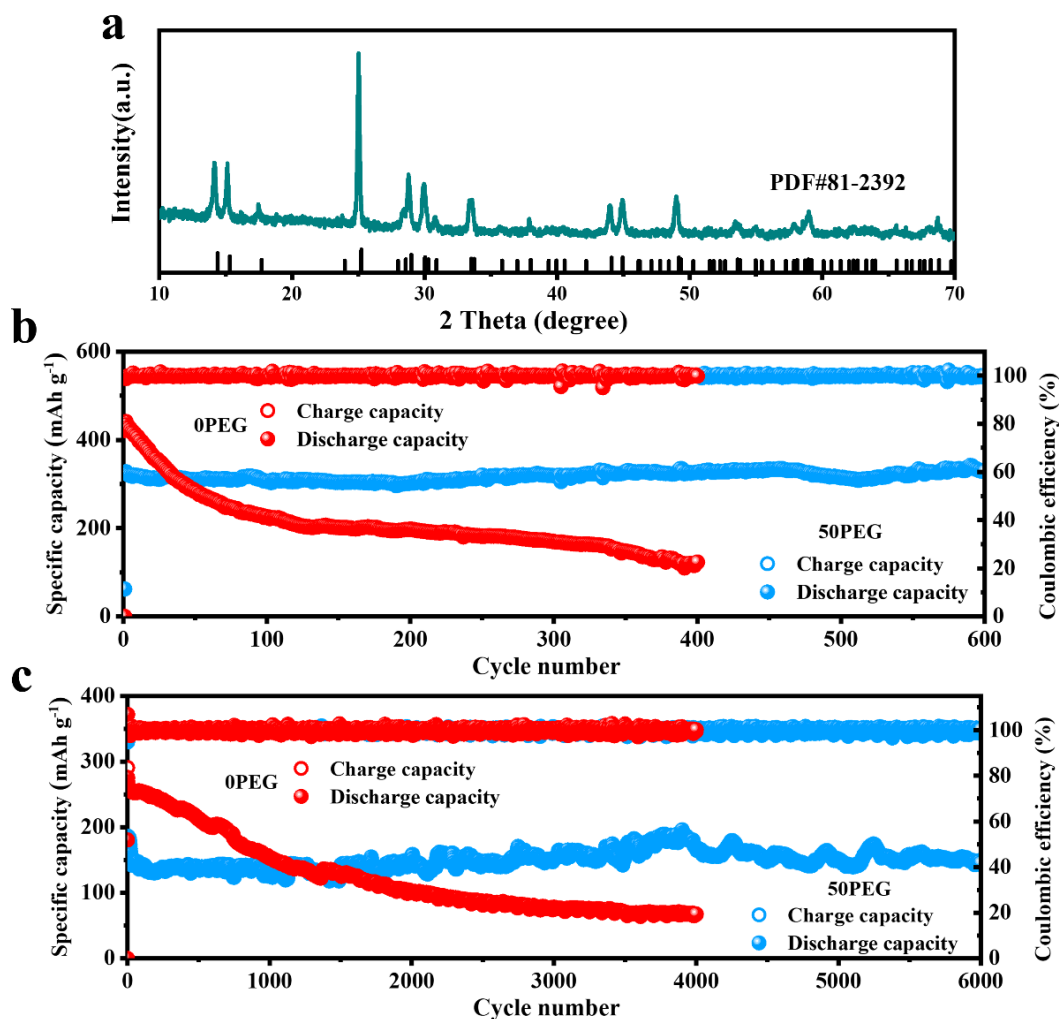 a
Intensity(a.u.)
PDF#81-2392
10 20 30 40 50 60 70
2 Theta (degree)
b
Specific capacity (mAh g⁻¹)
600
400
200
0
0PEG
Charge capacity
Discharge capacity
50PEG
Charge capacity
Discharge capacity
100
80
60
40
20
0
Coulombic efficiency (%)
0 100 200 300 400 500 600
Cycle number
c
Specific capacity (mAh g⁻¹)
400
300
200
100
0
0PEG
Charge capacity
Discharge capacity
50PEG
Charge capacity
Discharge capacity
100
80
60
40
20
0
Coulombic efficiency (%)
0 1000 2000 3000 4000 5000 6000
Cycle number